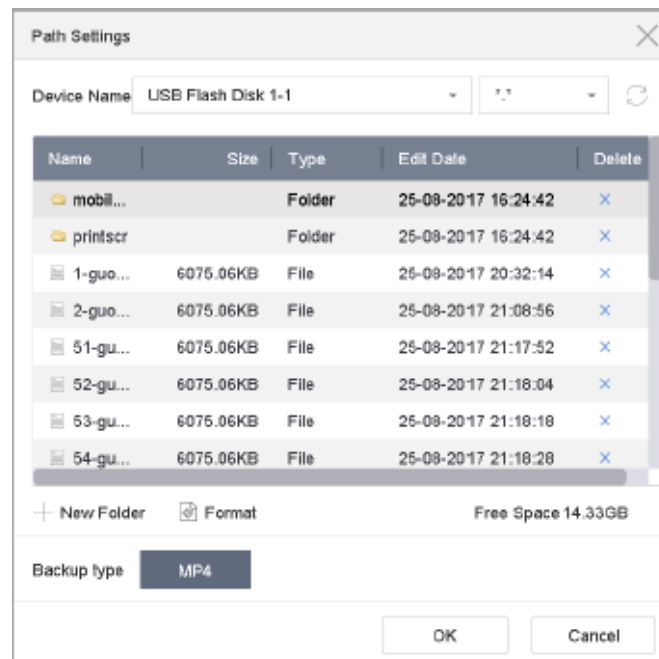 Path Settings
Device Name USB Flash Disk 1-1 *.*
Name Size Type Edit Date Delete
mobil... Folder 25-08-2017 16:24:42
printscr Folder 25-08-2017 16:24:42
1-guo... 6075.06KB File 25-08-2017 20:32:14
2-guo... 6075.06KB File 25-08-2017 21:08:56
51-gu... 6075.06KB File 25-08-2017 21:17:52
52-gu... 6075.06KB File 25-08-2017 21:18:04
53-gu... 6075.06KB File 25-08-2017 21:18:18
54-gu... 6075.06KB File 25-08-2017 21:18:28
New Folder Format Free Space 14.33GB
Backup type MP4
OK Cancel